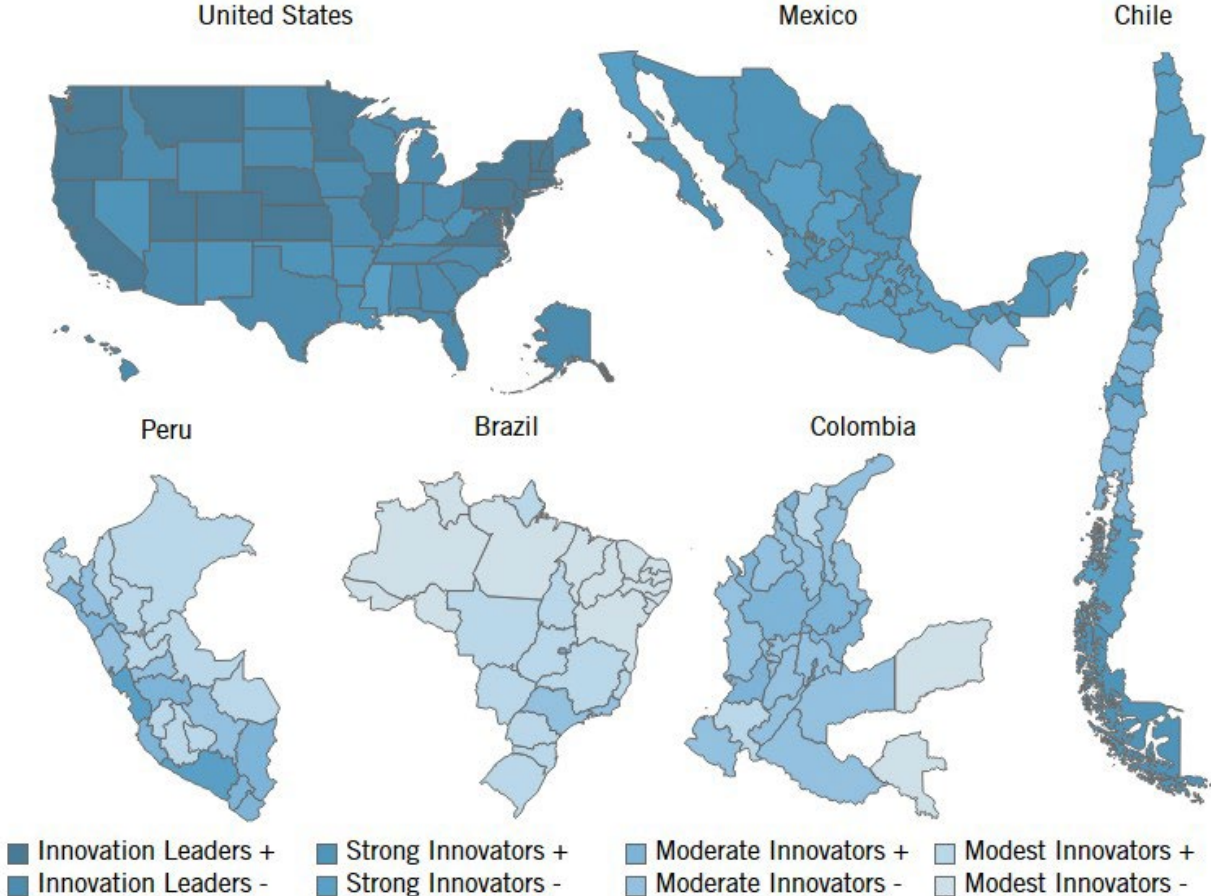 United States
Mexico
Chile
Peru
Brazil
Colombia
Innovation Leaders +
Strong Innovators +
Moderate Innovators +
Modest Innovators +
Innovation Leaders -
Strong Innovators -
Moderate Innovators -
Modest Innovators -